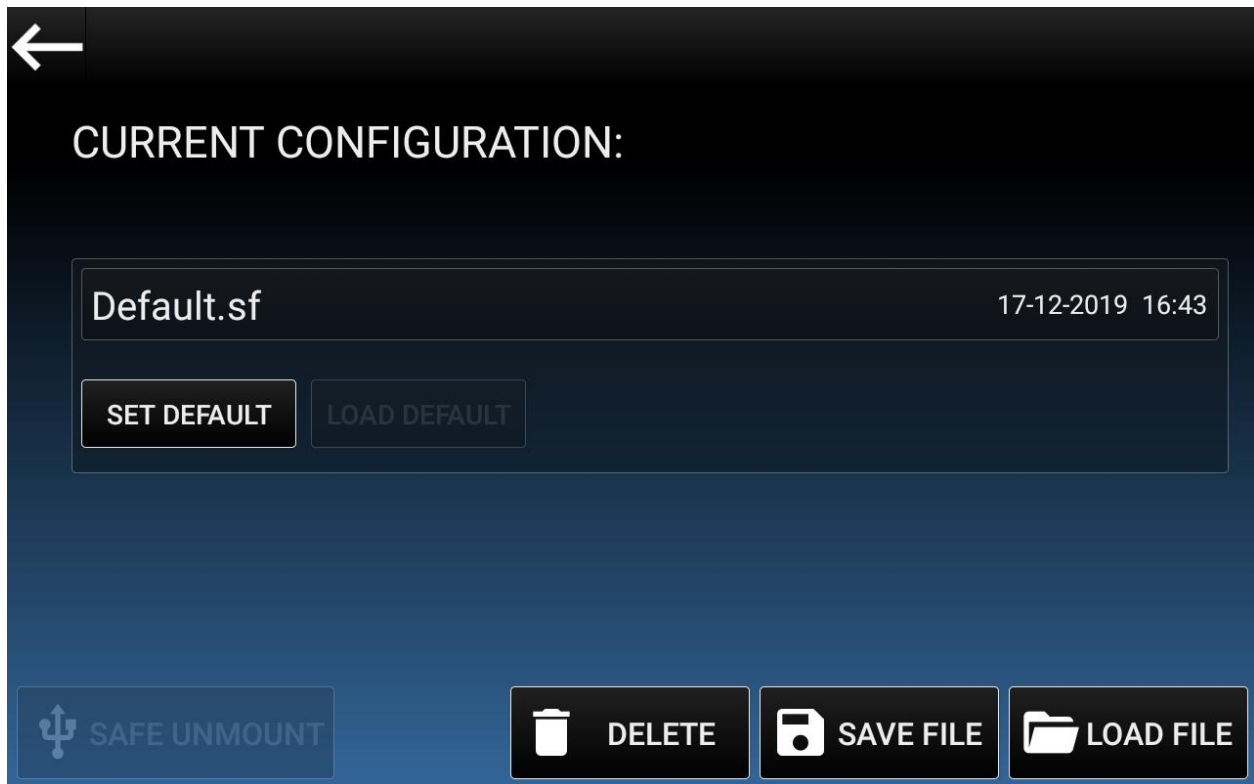 CURRENT CONFIGURATION:
Default.sf 17-12-2019 16:43
SET DEFAULT LOAD DEFAULT
SAFE UNMOUNT DELETE SAVE FILE LOAD FILE